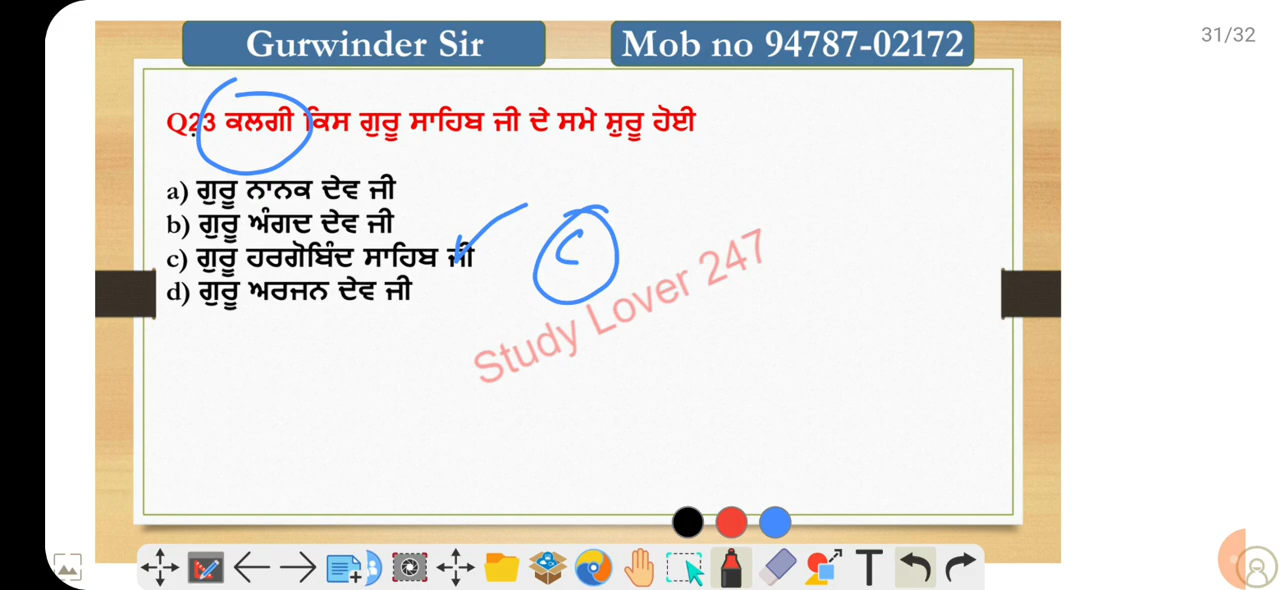 31/32
Gurwinder Sir
Mob no 94787-02172
Q23 ਕਲਗੀ ਕਿਸ ਗੁਰੂ ਸਾਹਿਬ ਜੀ ਦੇ ਸਮੇ ਸ਼ੁਰੂ ਹੋਈ
a) ਗੁਰੂ ਨਾਨਕ ਦੇਵ ਜੀ
b) ਗੁਰੂ ਅੰਗਦ ਦੇਵ ਜੀ
c) ਗੁਰੂ ਹਰਗੋਬਿੰਦ ਸਾਹਿਬ ਜੀ
d) ਗੁਰੂ ਅਰਜਨ ਦੇਵ ਜੀ
C
Study Lover 247
T